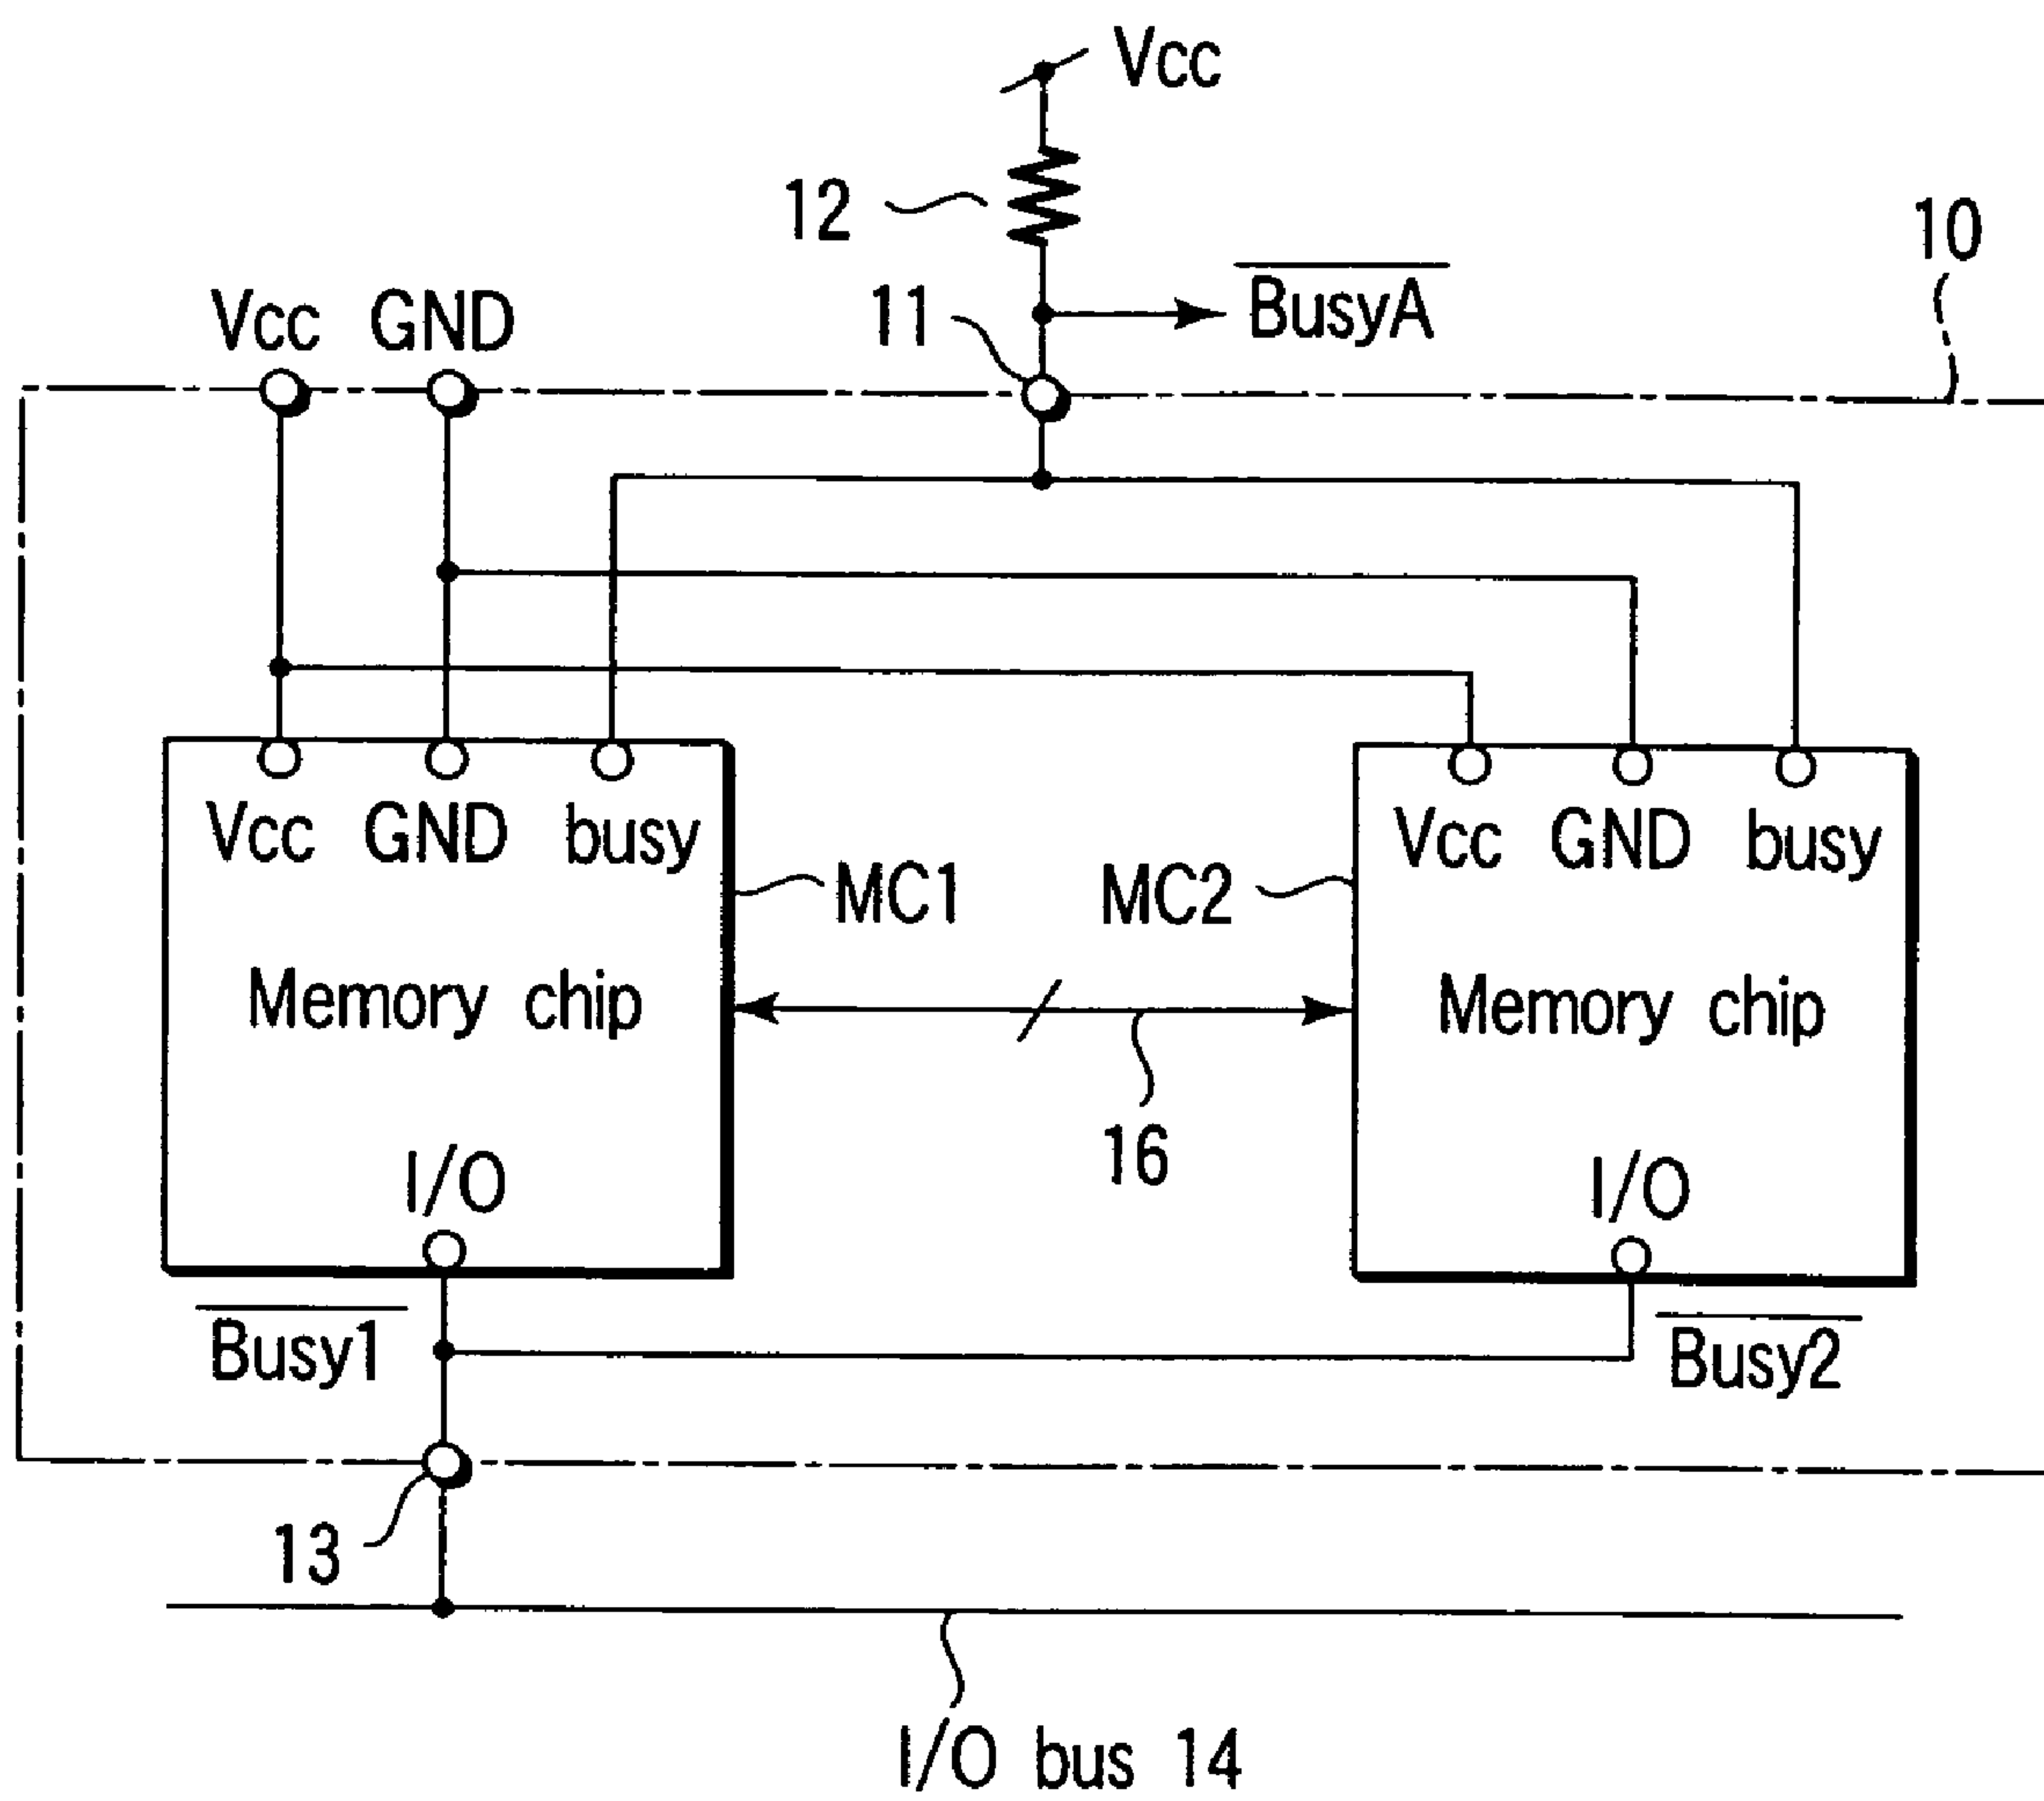 Vcc
12
10
11
BusyA
Vcc GND
Vcc GND busy
Vcc GND busy
MC1
MC2
Memory chip
Memory chip
16
I/O
I/O
Busy1
Busy2
13
I/O bus 14